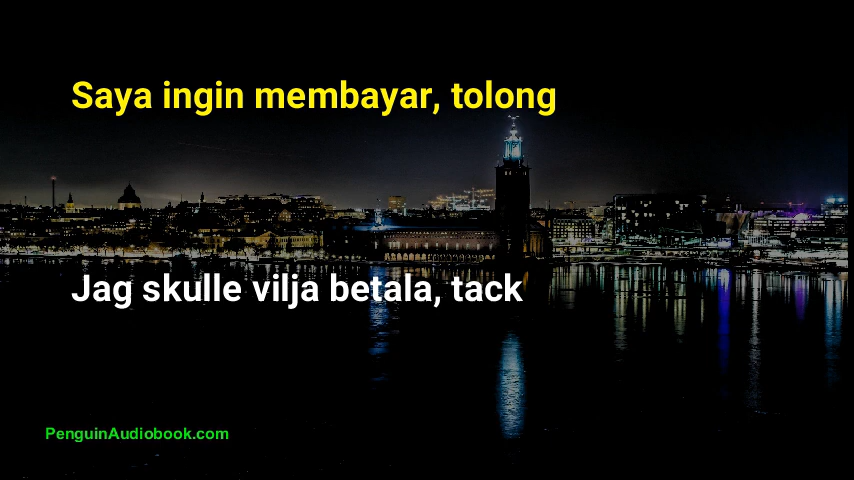 Saya ingin membayar, tolong
Jag skulle vilja betala, tack
PenguinAudiobook.com